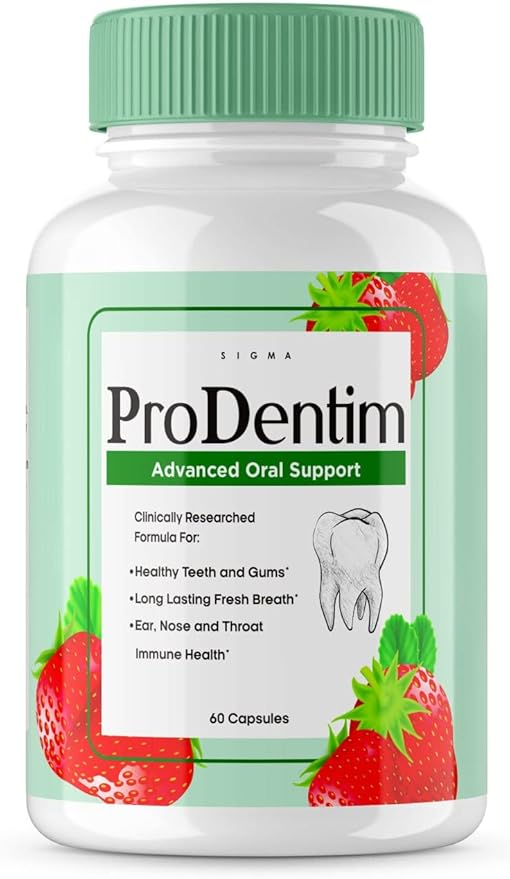 SIGMA
ProDentim
Advanced Oral Support
Clinically Researched
Formula For:
•Healthy Teeth and Gums*
•Long Lasting Fresh Breath*
•Ear, Nose and Throat
Immune Health*
60 Capsules